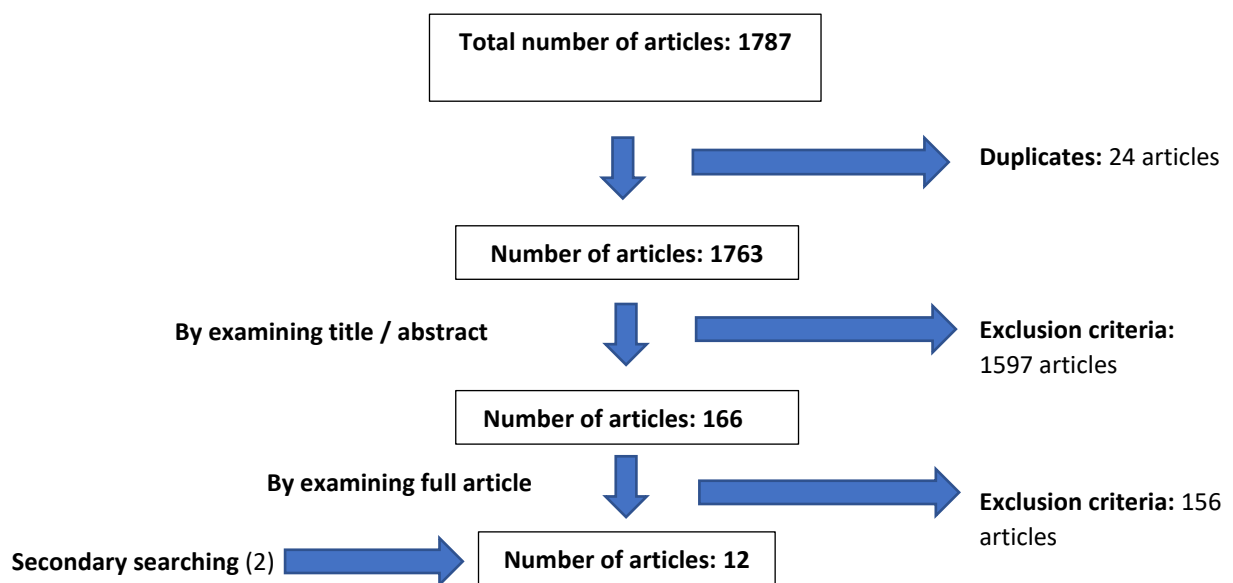 Total number of articles: 1787
Duplicates: 24 articles
Number of articles: 1763
By examining title / abstract
Exclusion criteria:
1597 articles
Number of articles: 166
By examining full article
Exclusion criteria: 156
articles
Secondary searching (2)
Number of articles: 12